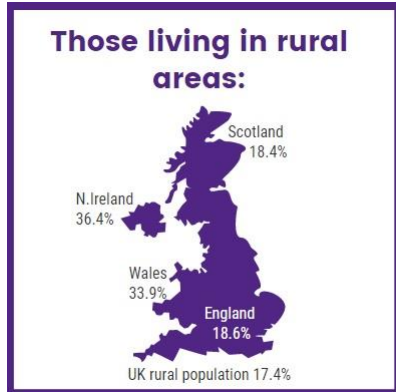 Those living in rural
areas:
Scotland
18.4%
N.Ireland
36.4%
Wales
33.9%
England
18.6%
UK rural population 17.4%